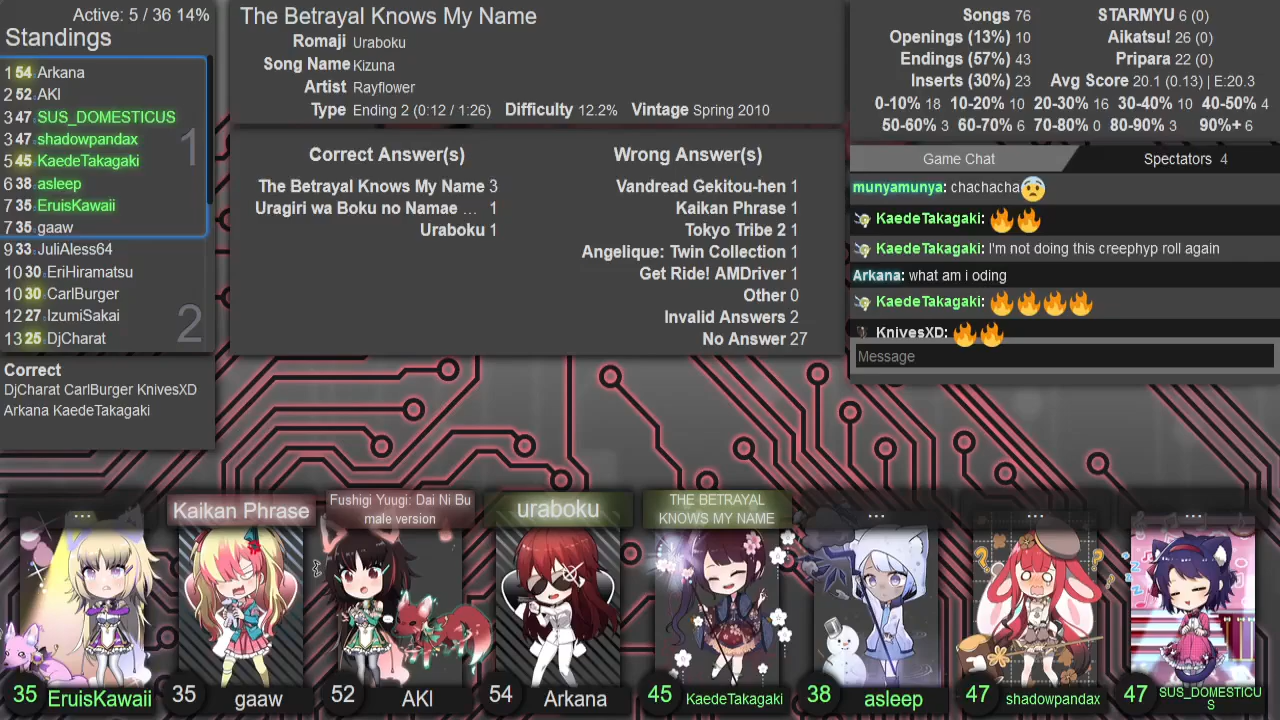 Active: 5 / 36 14%
Standings
1 54 Arkana
2 52 AKI
3 47 SUS_DOMESTICUS
3 47 shadowpandax
5 45 KaedeTakagaki
6 38 asleep
7 35 EruisKawaii
7 35 gaaw
1
9 33 JuliAless64
10 30 EriHiramatsu
10 30 CarlBurger
12 27 IzumiSakai
13 25 DjCharat
2
Correct
DjCharat CarlBurger KnivesXD
Arkana KaedeTakagaki
The Betrayal Knows My Name
Romaji Uraboku
Song Name Kizuna
Artist Rayflower
Type Ending 2 (0:12 / 1:26) Difficulty 12.2% Vintage Spring 2010
Correct Answer(s)
The Betrayal Knows My Name 3
Uragiri wa Boku no Namae ... 1
Uraboku 1
Wrong Answer(s)
Vandread Gekitou-hen 1
Kaikan Phrase 1
Tokyo Tribe 2 1
Angelique: Twin Collection 1
Get Ride! AMDriver 1
Other 0
Invalid Answers 2
No Answer 27
Songs 76 STARMYU 6 (0)
Openings (13%) 10 Aikatsu! 26 (0)
Endings (57%) 43 Pripara 22 (0)
Inserts (30%) 23 Avg Score 20.1 (0.13) | E:20.3
0-10% 18 10-20% 10 20-30% 16 30-40% 10 40-50% 4
50-60% 3 60-70% 6 70-80% 0 80-90% 3 90%+ 6
Game Chat Spectators 4
munyamunya: chachacha😨
KaedeTakagaki: 🔥🔥
KaedeTakagaki: I'm not doing this creephyp roll again
Arkana: what am i oding
KaedeTakagaki: 🔥🔥🔥🔥
KnivesXD: 🔥🔥
Message
...
Kaikan Phrase
Fushigi Yuugi: Dai Ni Bu
male version
uraboku
THE BETRAYAL
KNOWS MY NAME
...
...
...
35 EruisKawaii
35 gaaw
52 AKI
54 Arkana
45 KaedeTakagaki
38 asleep
47 shadowpandax
47 SUS_DOMESTICU
S